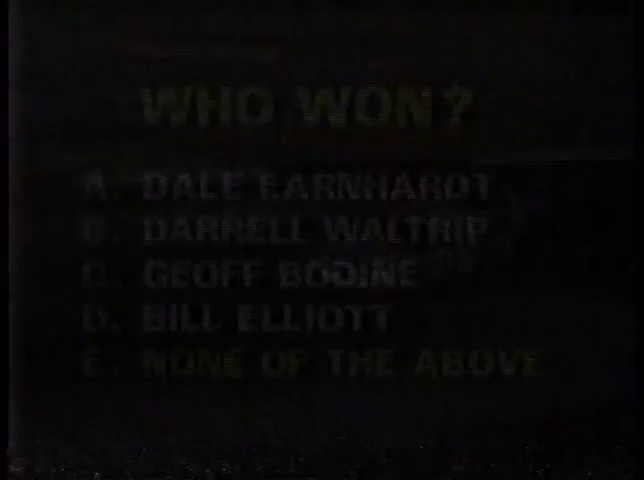 WHO WON?
A. DALE EARNHARDT
B. DARRELL WALTRIP
C. GEOFF BODINE
D. BILL ELLIOTT
E. NONE OF THE ABOVE